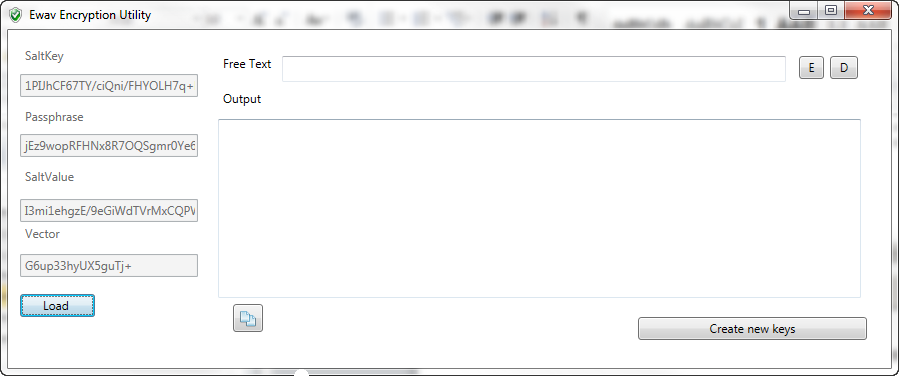 Ewav Encryption Utility
SaltKey
1PIJhCF67TY/ciQni/FHYOLH7q+
Passphrase
jEz9wopRFHNx8R7OQSgmr0Ye6
SaltValue
I3mi1ehgzE/9eGiWdTVrMxCQPW
Vector
G6up33hyUX5guTj+
Load
Free Text
E
D
Output
Create new keys